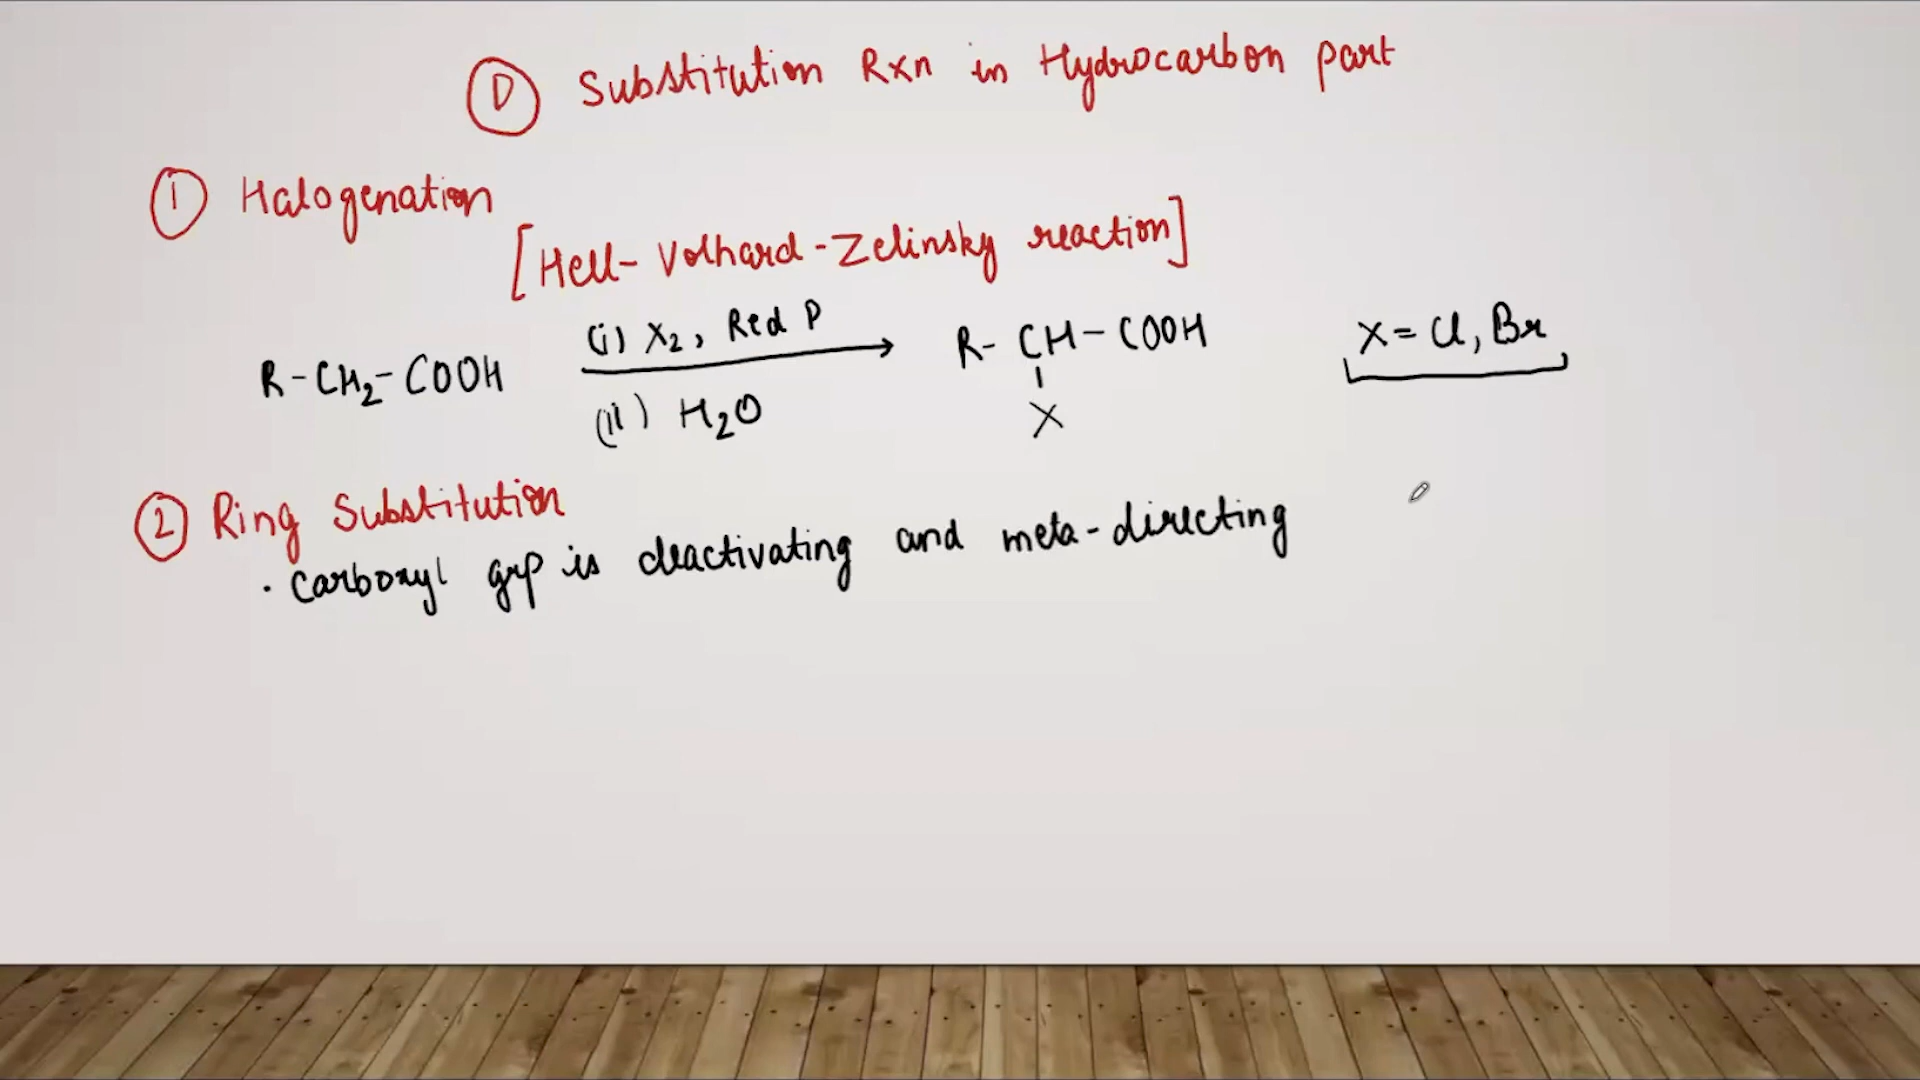 D Substitution Rxn in Hydrocarbon part
1 Halogenation
[Hell-Volhard-Zelinsky reaction]
R-CH₂-COOH (i) X₂, Red P (ii) H₂O → R-CH-COOH X = Cl, Br
X
2 Ring Substitution
• Carboxyl grp is deactivating and meta-directing